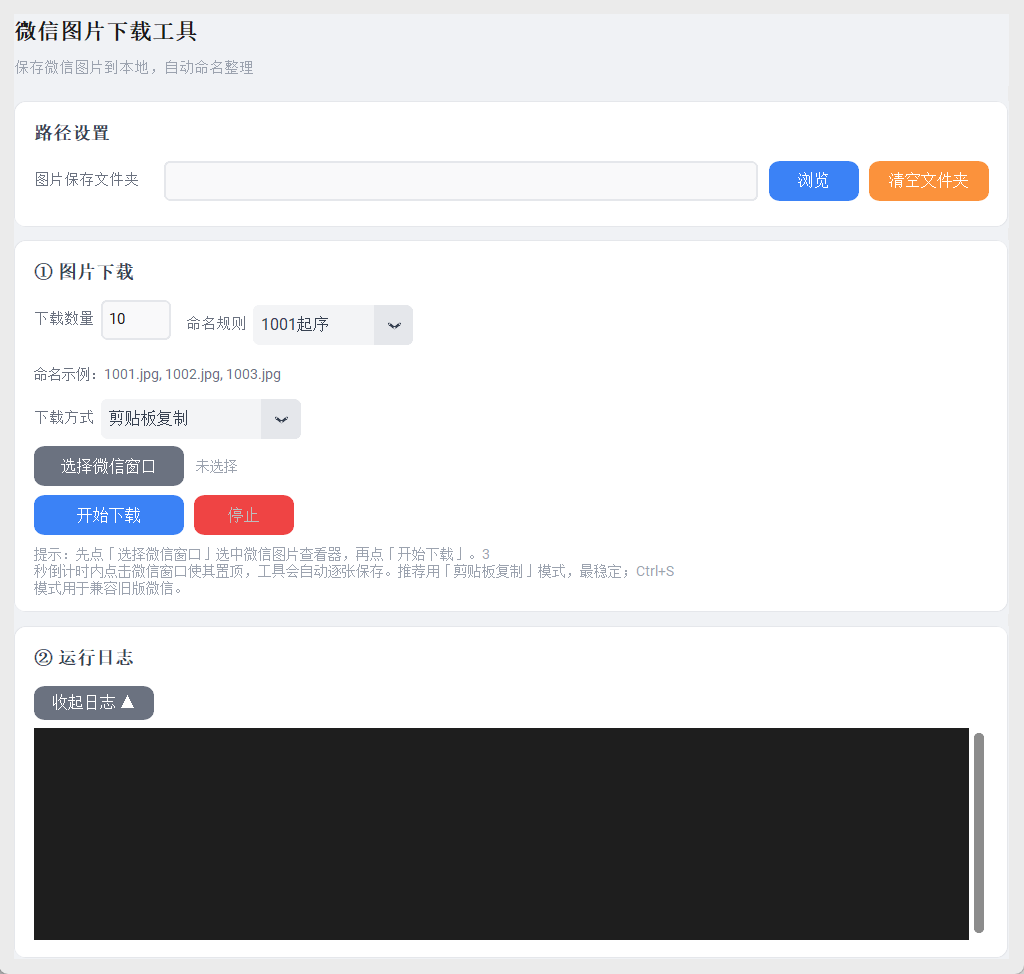 微信图片下载工具
保存微信图片到本地，自动命名整理
路径设置
图片保存文件夹
浏览
清空文件夹
① 图片下载
下载数量 10 命名规则 1001起序
命名示例：1001.jpg, 1002.jpg, 1003.jpg
下载方式 剪贴板复制
选择微信窗口 未选择
开始下载 停止
提示：先点「选择微信窗口」选中微信图片查看器，再点「开始下载」。3
秒倒计时内点击微信窗口使其置顶，工具会自动逐张保存。推荐用「剪贴板复制」模式，最稳定；Ctrl+S
模式用于兼容旧版微信。
② 运行日志
收起日志 ▲